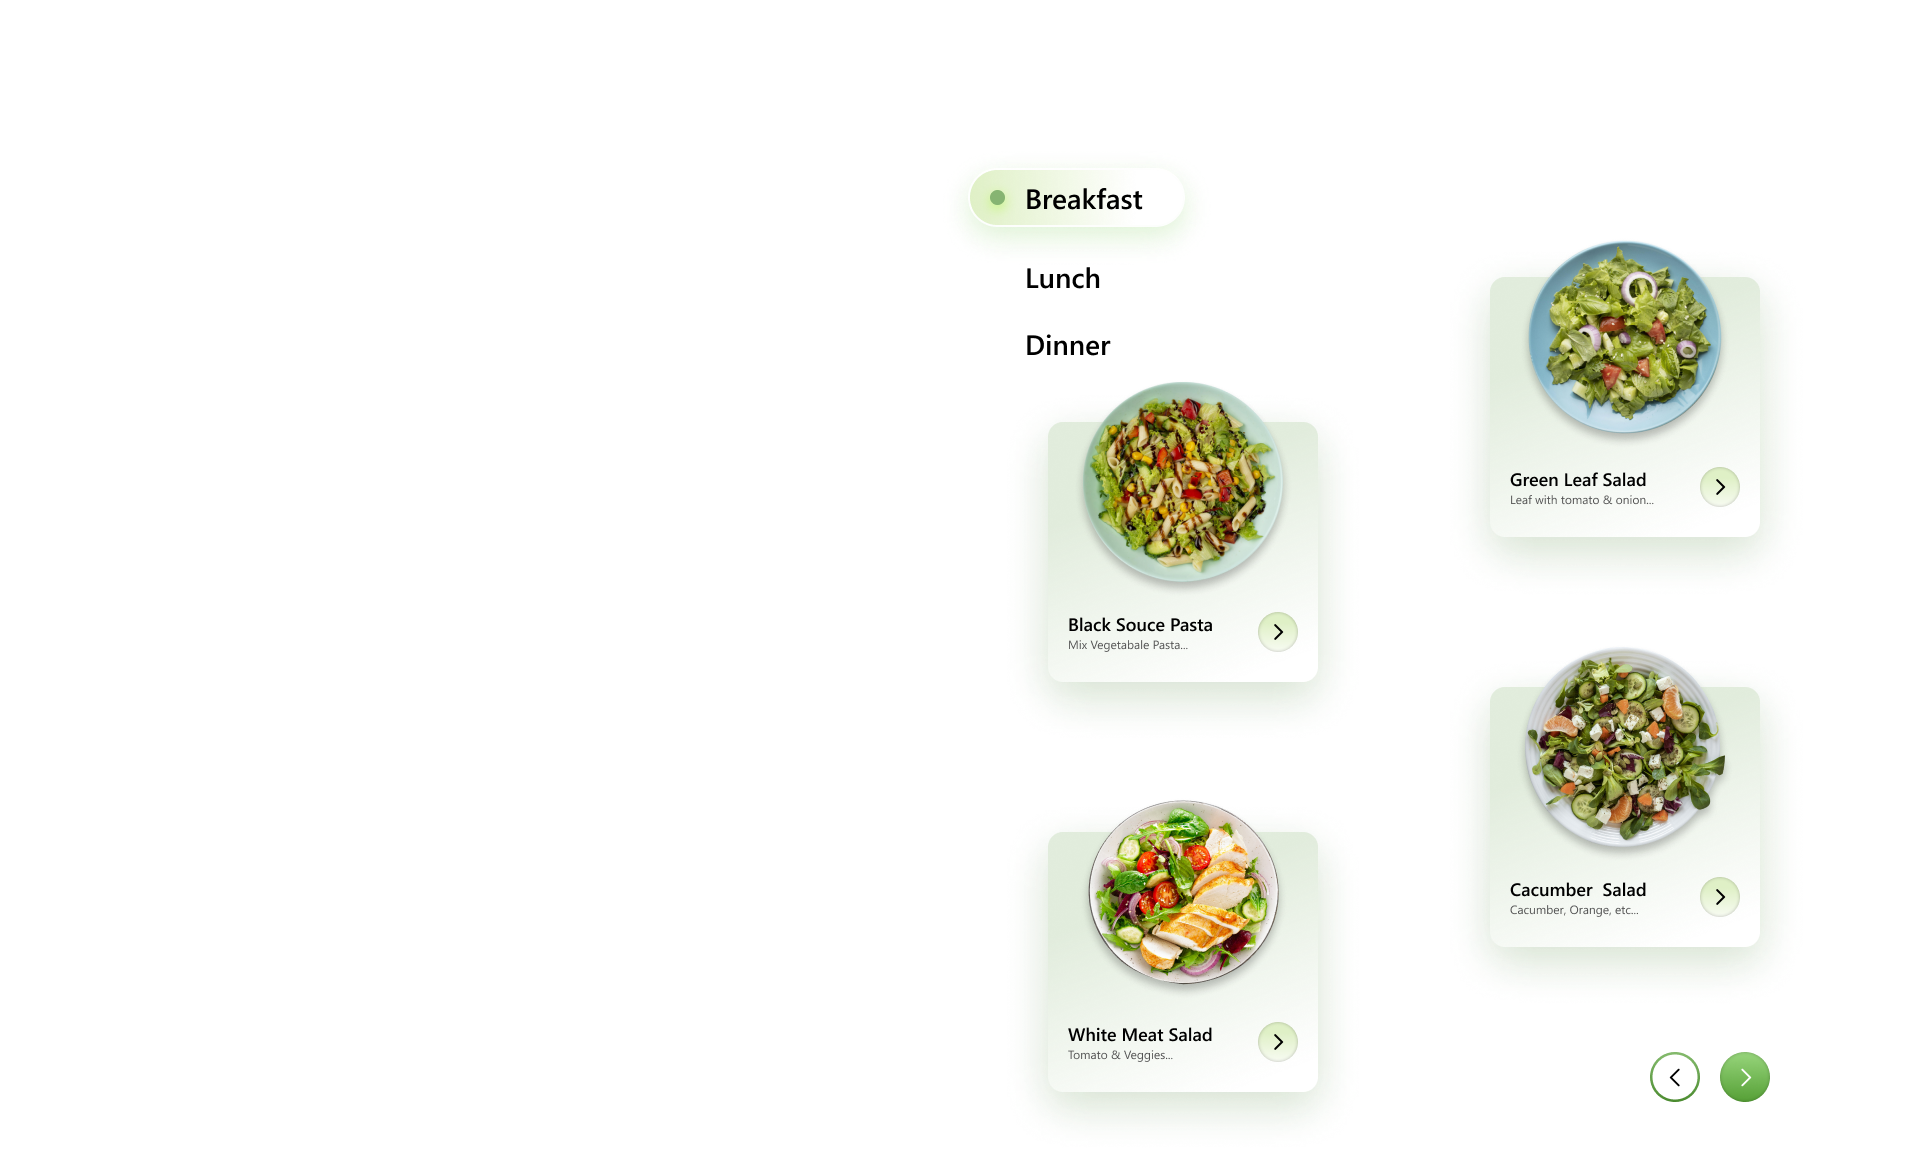 Breakfast
Lunch
Dinner
Green Leaf Salad
Leaf with tomato & onion...
Black Souce Pasta
Mix Vegetabale Pasta...
Cacumber  Salad
Cacumber, Orange, etc...
White Meat Salad
Tomato & Veggies...